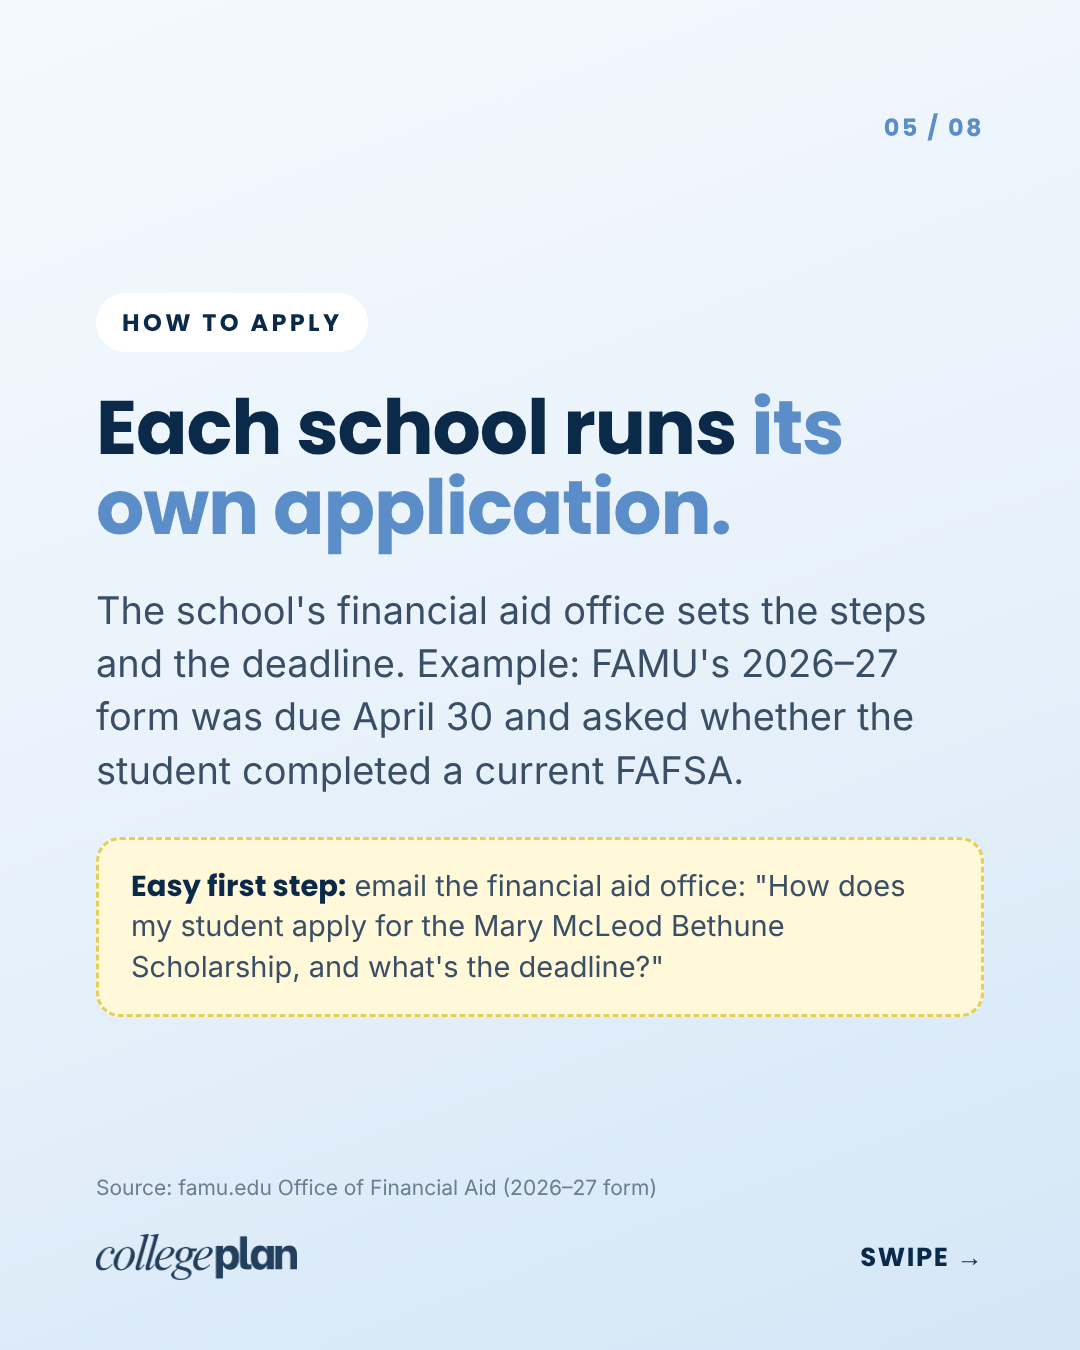 05 / 08
HOW TO APPLY
Each school runs its
own application.
The school's financial aid office sets the steps
and the deadline. Example: FAMU's 2026–27
form was due April 30 and asked whether the
student completed a current FAFSA.
Easy first step: email the financial aid office: "How does
my student apply for the Mary McLeod Bethune
Scholarship, and what's the deadline?"
Source: famu.edu Office of Financial Aid (2026–27 form)
collegeplan
SWIPE →